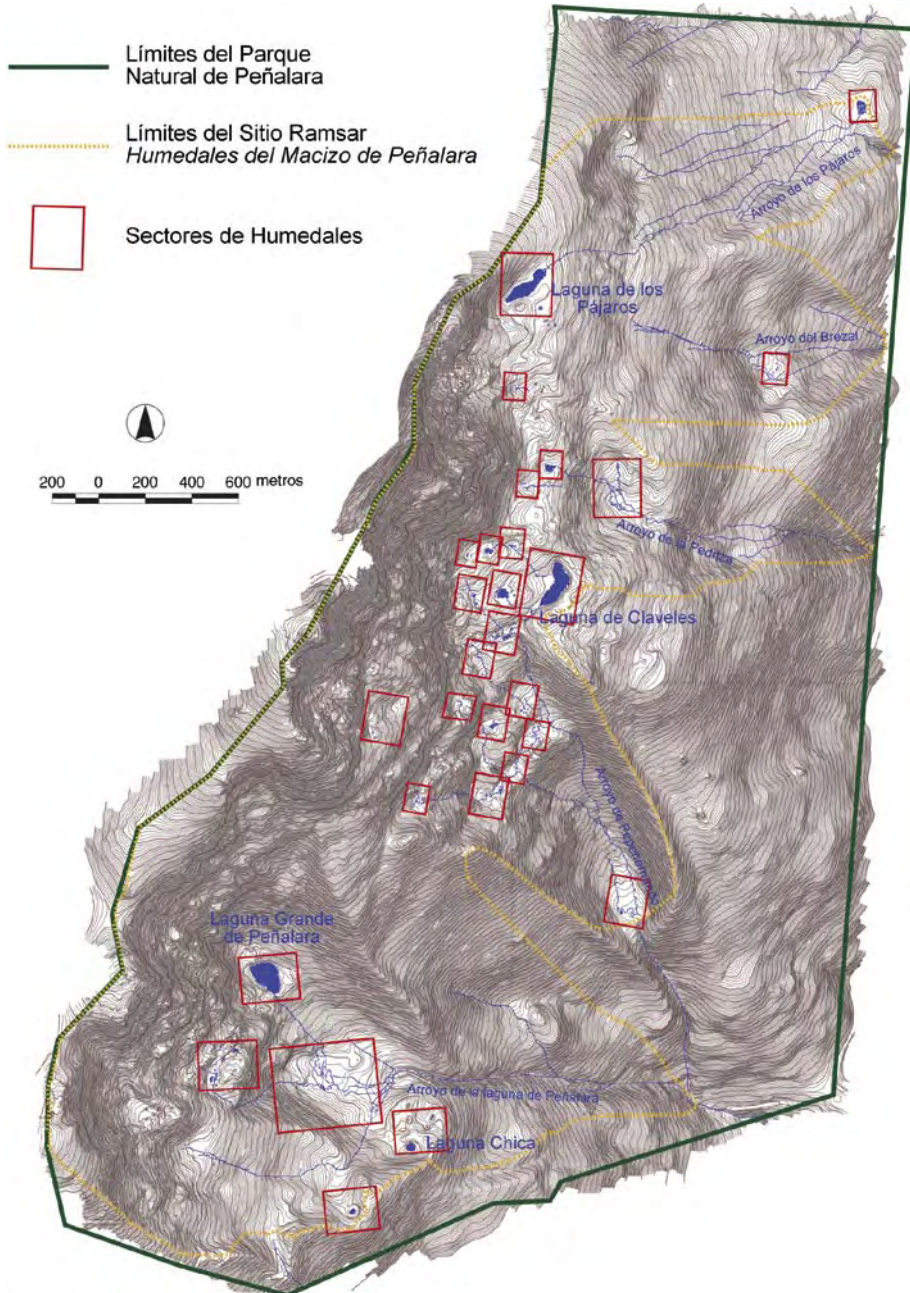 Límites del Parque
Natural de Peñalara
Límites del Sitio Ramsar
Humedales del Macizo de Peñalara
Sectores de Humedales
200 0 200 400 600 metros
Arroyo de los Pájaros
Laguna de los
Pájaros
Arroyo del Brezal
Arroyo de la Pedriza
Laguna de Claveles
Arroyo de
Laguna Grande
de Peñalara
Arroyo de la laguna de Peñalara
Laguna Chica